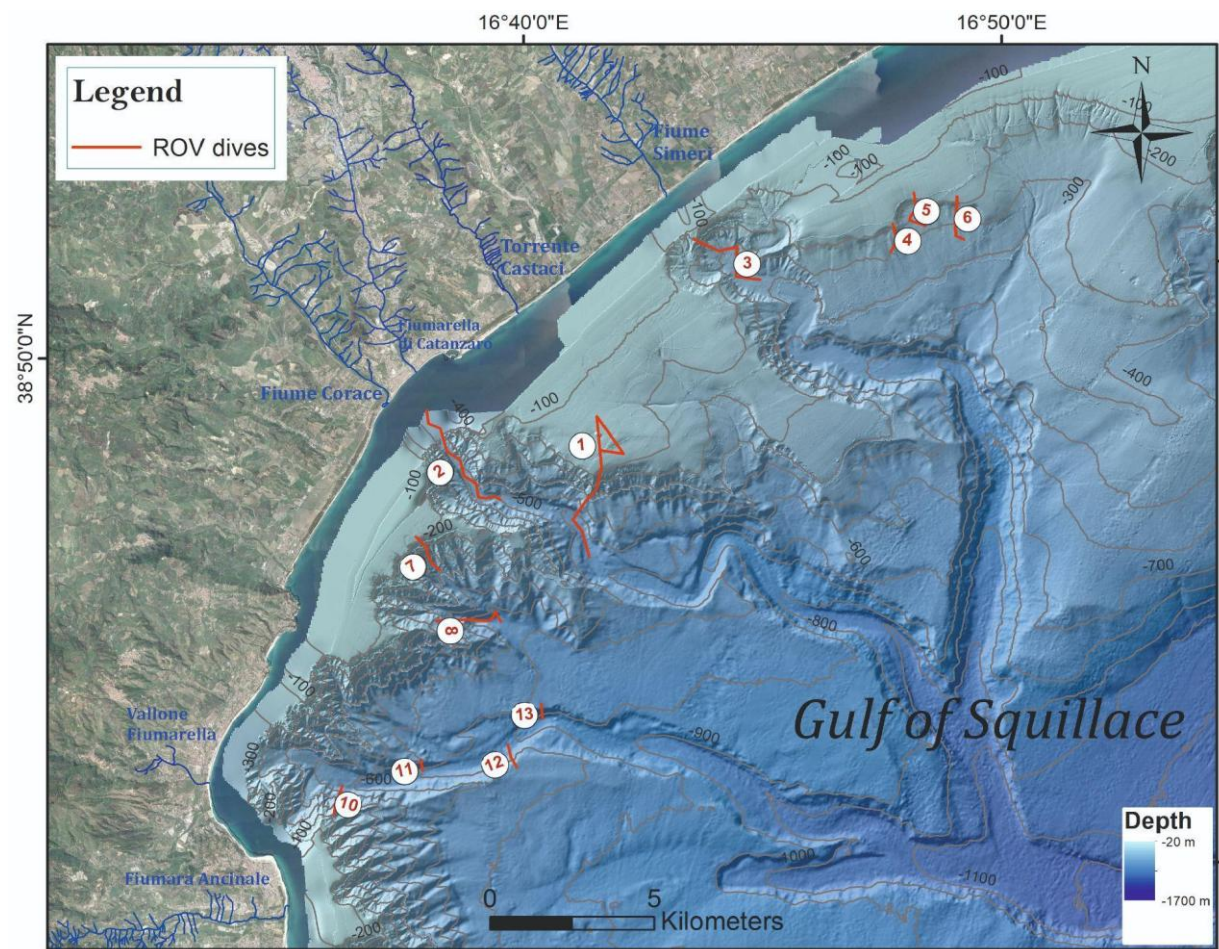 16°40'0"E
16°50'0"E
Legend
ROV dives
N
38°50'0"N
Fiume
Simeri
Torrente
Castaci
Fiumarella
di Catanzaro
Fiume Corace
Vallone
Fiumarella
Fiumara Ancinale
-100
-100
-100
-100
-200
-300
-100
5
6
4
3
-400
-100
-400
1
2
-100
-500
-200
7
-600
-700
8
-800
-100
Gulf of Squillace
13
-900
12
11
-600
10
300
-200
-100
-1000
-1100
-200
0
5
Kilometers
Depth
-20 m
-1700 m